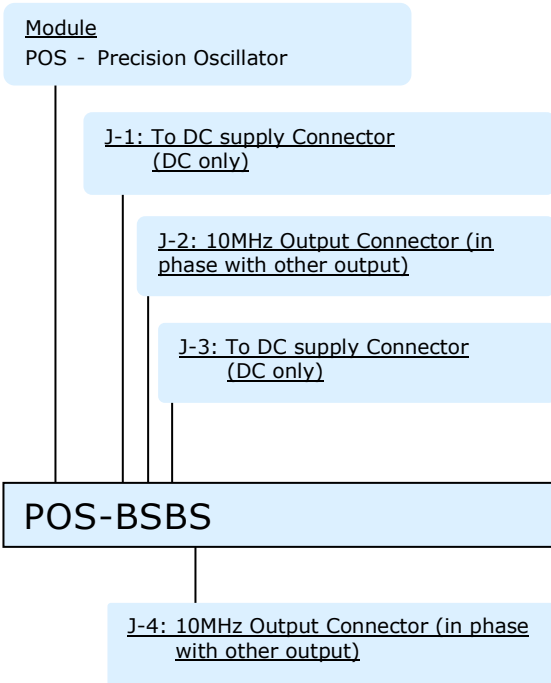 Module
POS - Precision Oscillator
J-1: To DC supply Connector
(DC only)
J-2: 10MHz Output Connector (in
phase with other output)
J-3: To DC supply Connector
(DC only)
POS-BSBS
J-4: 10MHz Output Connector (in phase
with other output)